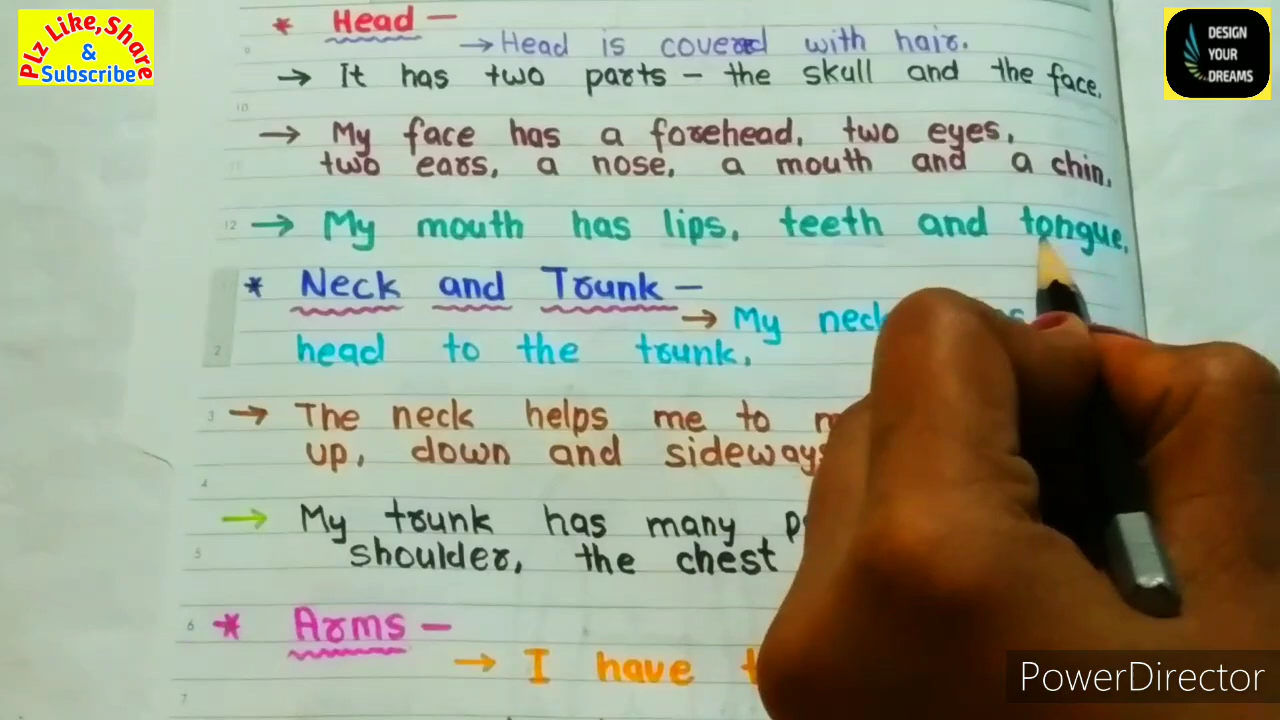 Plz Like, Share
&
Subscribe
DESIGN
YOUR
DREAMS
* Head -
→ Head is covered with hair.
→ It has two parts - the skull and the face.
→ My face has a forehead, two eyes,
two ears, a nose, a mouth and a chin.
→ My mouth has lips, teeth and tongue.
* Neck and Trunk -
→ My neck
head to the trunk.
→ The neck helps me to
up, down and sideways
→ My trunk has many
shoulder, the chest
* Arms -
→ I have
PowerDirector